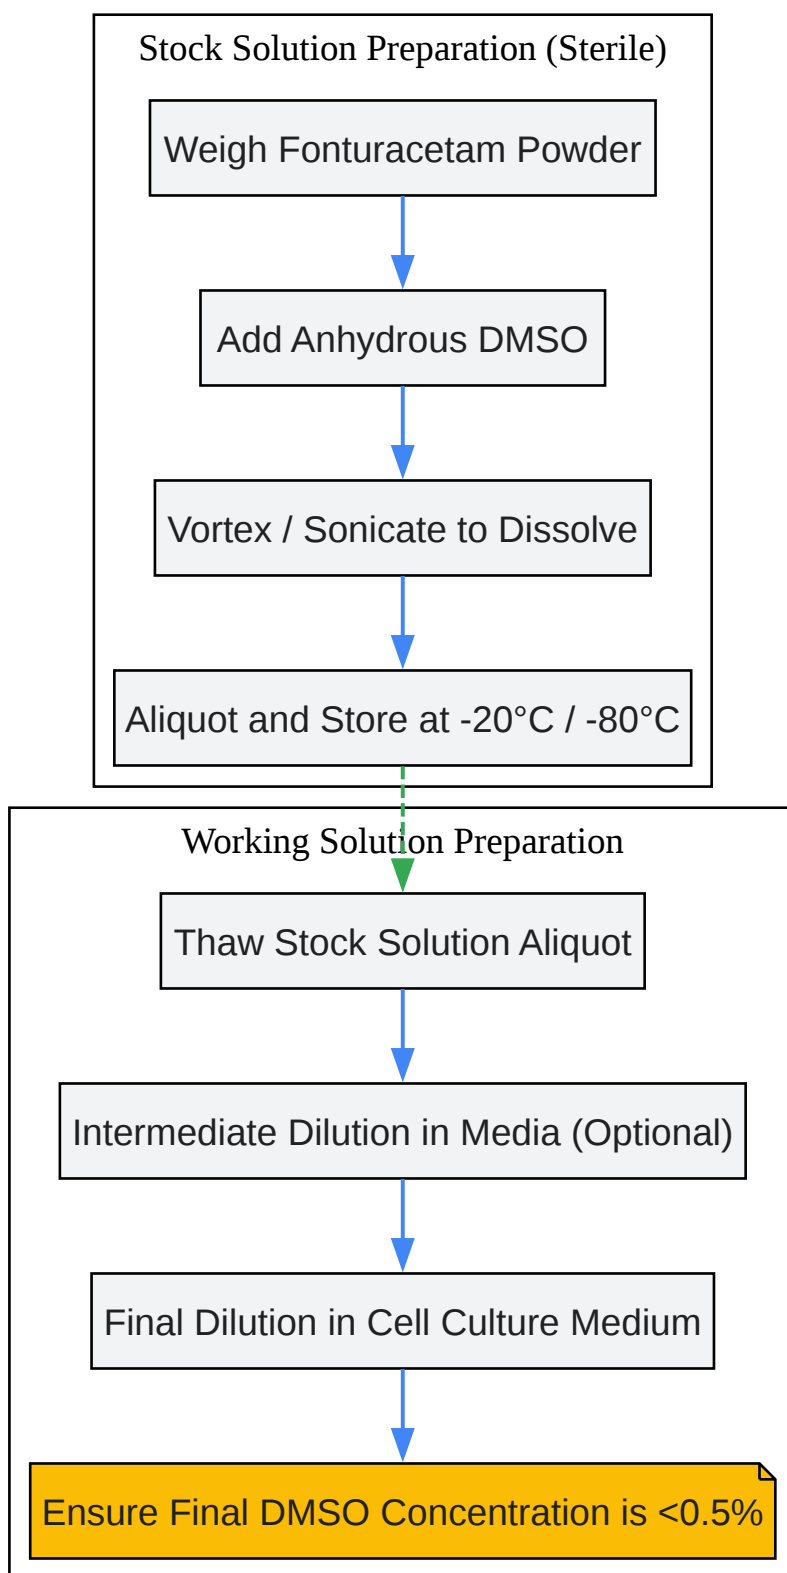 Stock Solution Preparation (Sterile)
Weigh Fonturacetam Powder
Add Anhydrous DMSO
Vortex / Sonicate to Dissolve
Aliquot and Store at -20°C / -80°C
Working Solution Preparation
Thaw Stock Solution Aliquot
Intermediate Dilution in Media (Optional)
Final Dilution in Cell Culture Medium
Ensure Final DMSO Concentration is <0.5%